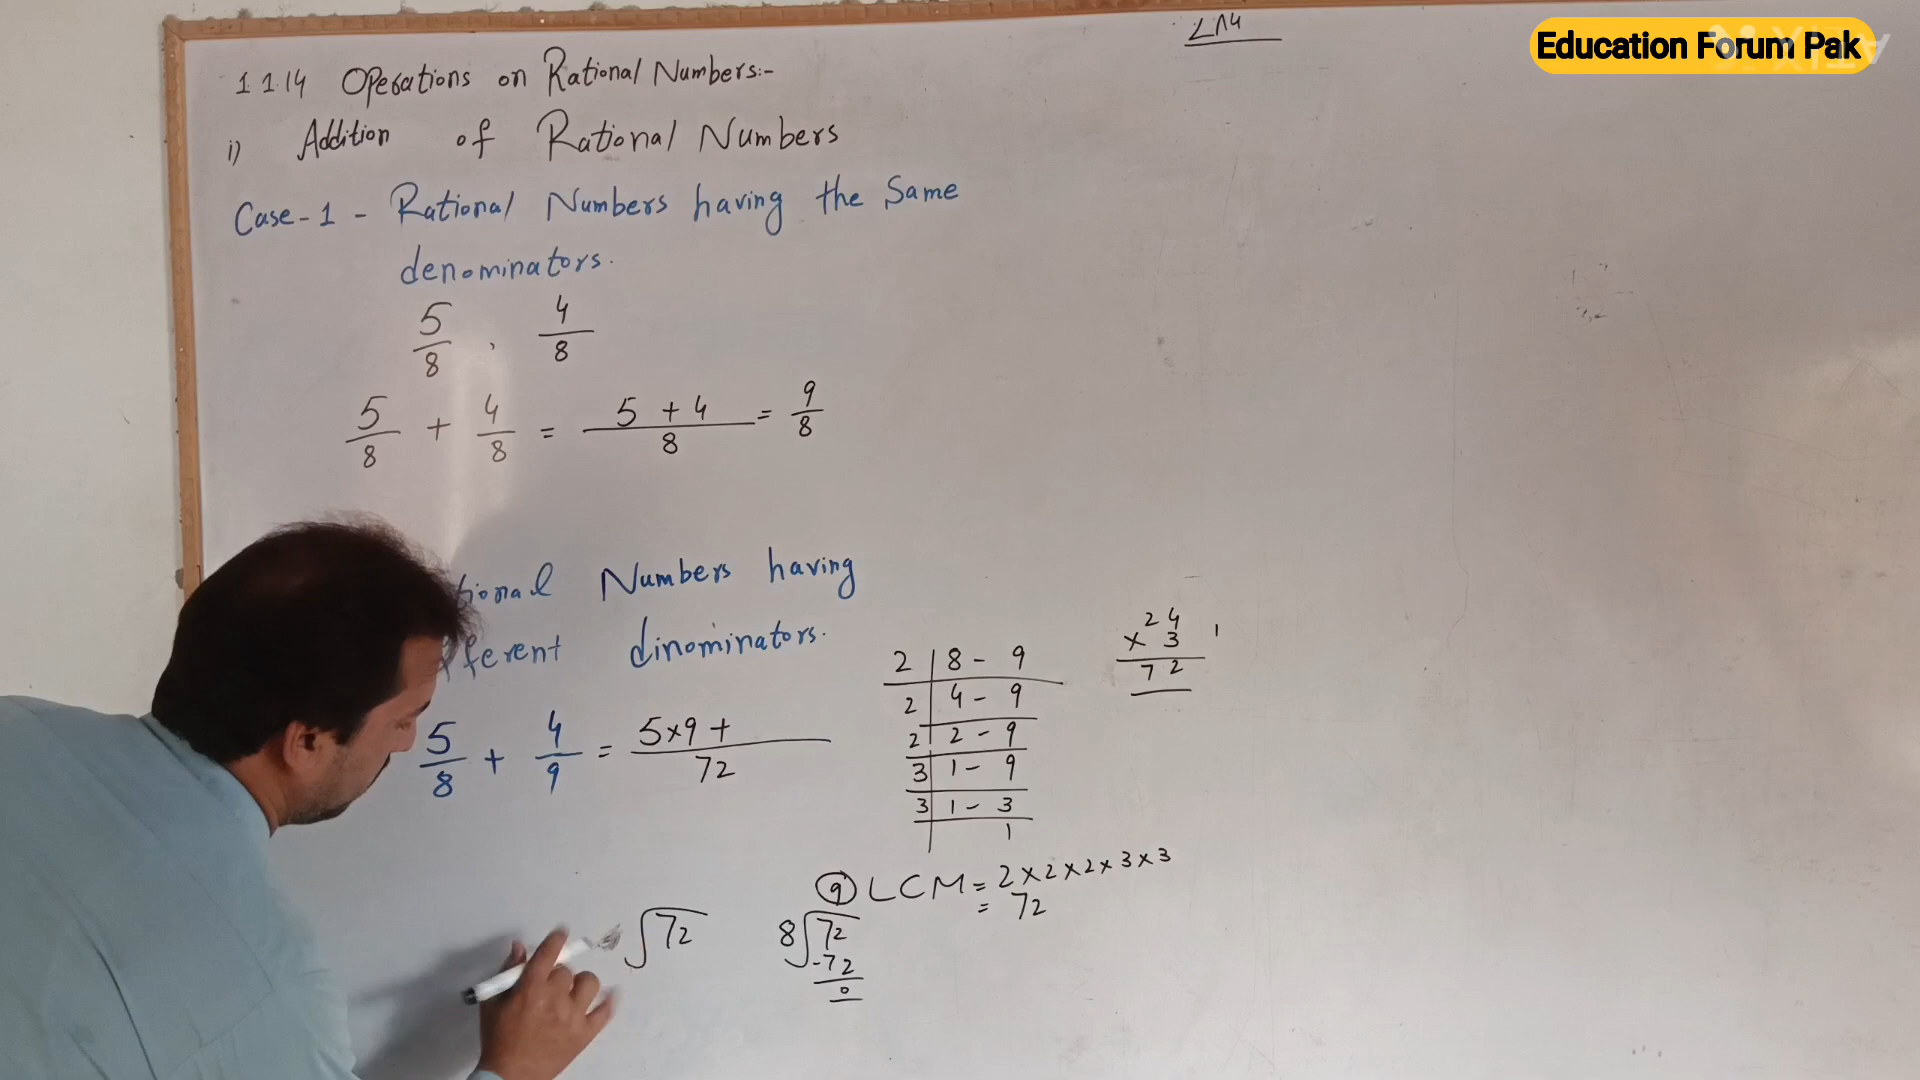 Education Forum Pak
1.1.14 Operations on Rational Numbers:-
i) Addition of Rational Numbers
Case-1 - Rational Numbers having the Same
denominators.
5/8 , 4/8
5/8 + 4/8 = 5 + 4/8 = 9/8
tional Numbers having
fferent dinominators.
5/8 + 4/9 = 5×9 + /72
2 | 8 - 9
2 | 4 - 9
2 | 2 - 9
3 | 1 - 9
3 | 1 - 3
1
24
× 3
72
LCM = 2×2×2×3×3
= 72
9
8 √72
-72
0
√72